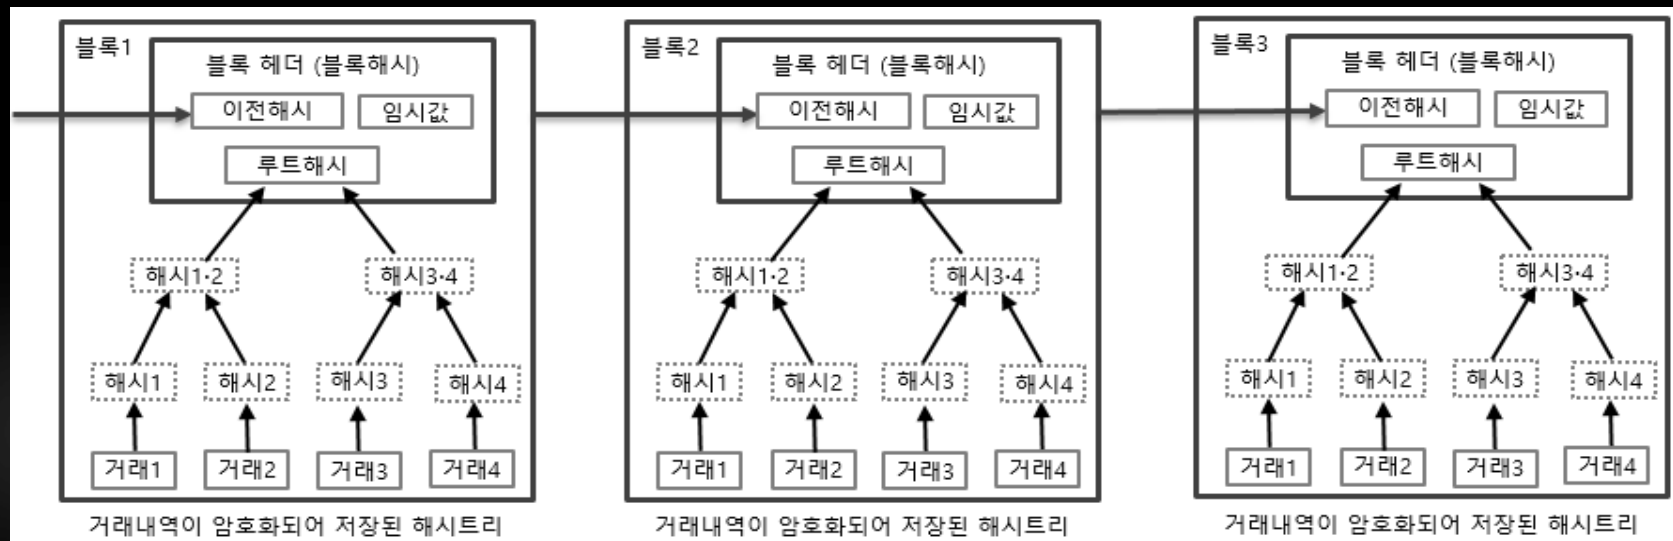 블록1
블록 헤더 (블록해시)
이전해시 임시값
루트해시
해시1·2 해시3·4
해시1 해시2 해시3 해시4
거래1 거래2 거래3 거래4
거래내역이 암호화되어 저장된 해시트리
블록2
블록 헤더 (블록해시)
이전해시 임시값
루트해시
해시1·2 해시3·4
해시1 해시2 해시3 해시4
거래1 거래2 거래3 거래4
거래내역이 암호화되어 저장된 해시트리
블록3
블록 헤더 (블록해시)
이전해시 임시값
루트해시
해시1·2 해시3·4
해시1 해시2 해시3 해시4
거래1 거래2 거래3 거래4
거래내역이 암호화되어 저장된 해시트리